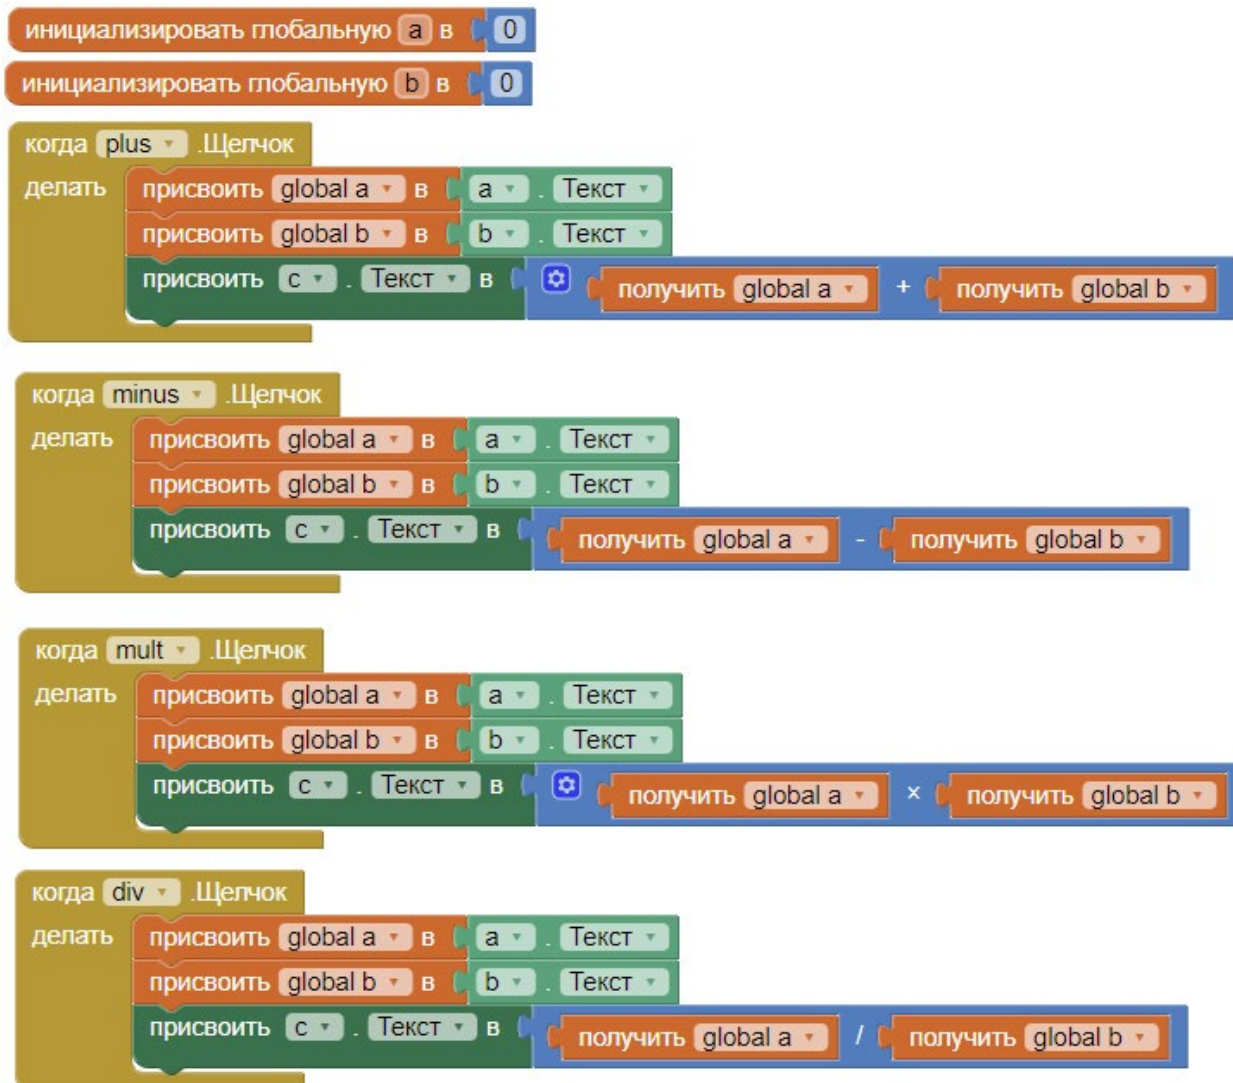 инициализировать глобальную a в 0
инициализировать глобальную b в 0
когда plus .Щелчок
делать присвоить global a в a . Текст
присвоить global b в b . Текст
присвоить c . Текст в получить global a + получить global b
когда minus .Щелчок
делать присвоить global a в a . Текст
присвоить global b в b . Текст
присвоить c . Текст в получить global a - получить global b
когда mult .Щелчок
делать присвоить global a в a . Текст
присвоить global b в b . Текст
присвоить c . Текст в получить global a × получить global b
когда div .Щелчок
делать присвоить global a в a . Текст
присвоить global b в b . Текст
присвоить c . Текст в получить global a / получить global b